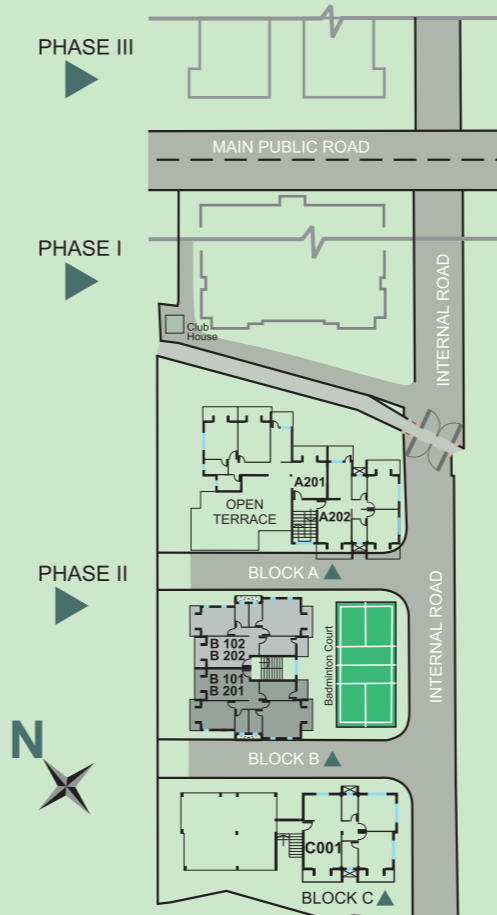 PHASE III
MAIN PUBLIC ROAD
PHASE I
INTERNAL ROAD
Club
House
A201
OPEN
TERRACE
A202
BLOCK A
PHASE II
INTERNAL ROAD
B 102
B 202
Badminton Court
B 101
B 201
N
BLOCK B
C001
BLOCK C